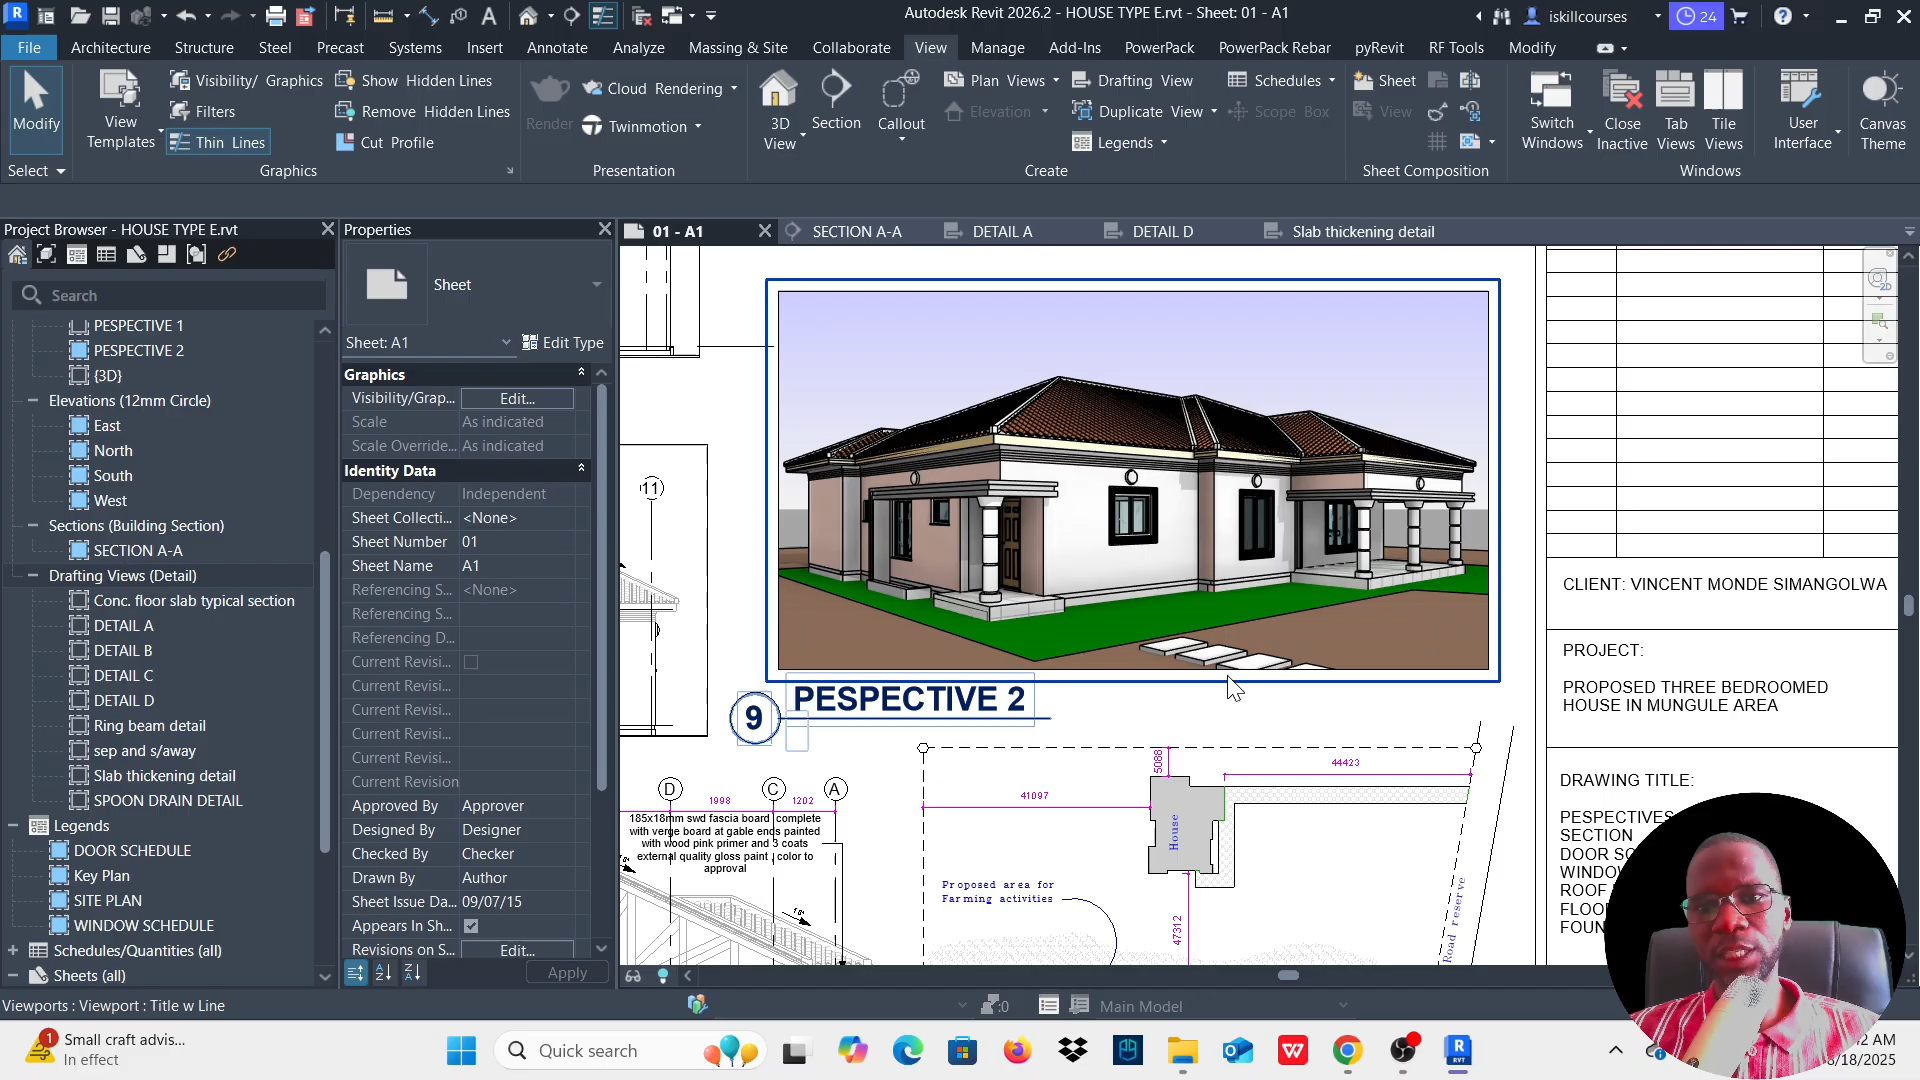 Autodesk Revit 2026.2 - HOUSE TYPE E.rvt - Sheet: 01 - A1
iskillcourses
24
File Architecture Structure Steel Precast Systems Insert Annotate Analyze Massing & Site Collaborate View Manage Add-Ins PowerPack PowerPack Rebar pyRevit RF Tools Modify
Modify
View Templates
Visibility/ Graphics
Filters
Thin Lines
Show Hidden Lines
Remove Hidden Lines
Cut Profile
Render
Cloud Rendering
Twinmotion
3D View
Section
Callout
Plan Views
Elevation
Drafting View
Duplicate View
Legends
Schedules
Scope Box
Sheet
View
Switch Windows
Close Inactive
Tab Views
Tile Views
User Interface
Canvas Theme
Select Graphics Presentation Create Sheet Composition Windows
Project Browser - HOUSE TYPE E.rvt
Search
PESPECTIVE 1
PESPECTIVE 2
{3D}
Elevations (12mm Circle)
East
North
South
West
Sections (Building Section)
SECTION A-A
Drafting Views (Detail)
Conc. floor slab typical section
DETAIL A
DETAIL B
DETAIL C
DETAIL D
Ring beam detail
sep and s/away
Slab thickening detail
SPOON DRAIN DETAIL
Legends
DOOR SCHEDULE
Key Plan
SITE PLAN
WINDOW SCHEDULE
Schedules/Quantities (all)
Sheets (all)
Properties
Sheet
Sheet: A1 Edit Type
Graphics
Visibility/Grap... Edit...
Scale As indicated
Scale Override... As indicated
Identity Data
Dependency Independent
Sheet Collecti... <None>
Sheet Number 01
Sheet Name A1
Referencing S... <None>
Referencing S...
Referencing D...
Current Revisi...
Current Revisi...
Current Revisi...
Current Revisi...
Current Revisi...
Current Revision
Approved By Approver
Designed By Designer
Checked By Checker
Drawn By Author
Sheet Issue Da... 09/07/15
Appears In Sh...
Revisions on S... Edit...
Apply
01 - A1 SECTION A-A DETAIL A DETAIL D Slab thickening detail
2D
11
9 PESPECTIVE 2
D C A
1998 1202
185x18mm swd fascia board complete
with verge board at gable ends painted
with wood pink primer and 3 coats
external quality gloss paint , color to
approval
5088
44423
41097
House
Proposed area for
Farming activities
47312
Road reserve
CLIENT: VINCENT MONDE SIMANGOLWA
PROJECT:
PROPOSED THREE BEDROOMED
HOUSE IN MUNGULE AREA
DRAWING TITLE:
SECTION
Viewports : Viewport : Title w Line
:0
Main Model
1
Small craft advis...
In effect
Quick search
8/18/2025